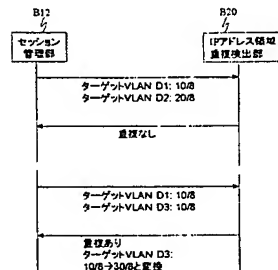 B12
B20
セッション
管理部
IPアドレス領域
重複検出部
ターゲットVLAN D1: 10/8
ターゲットVLAN D2: 20/8
重複なし
ターゲットVLAN D1: 10/8
ターゲットVLAN D3: 10/8
重複あり
ターゲットVLAN D3:
10/8→30/8と変換